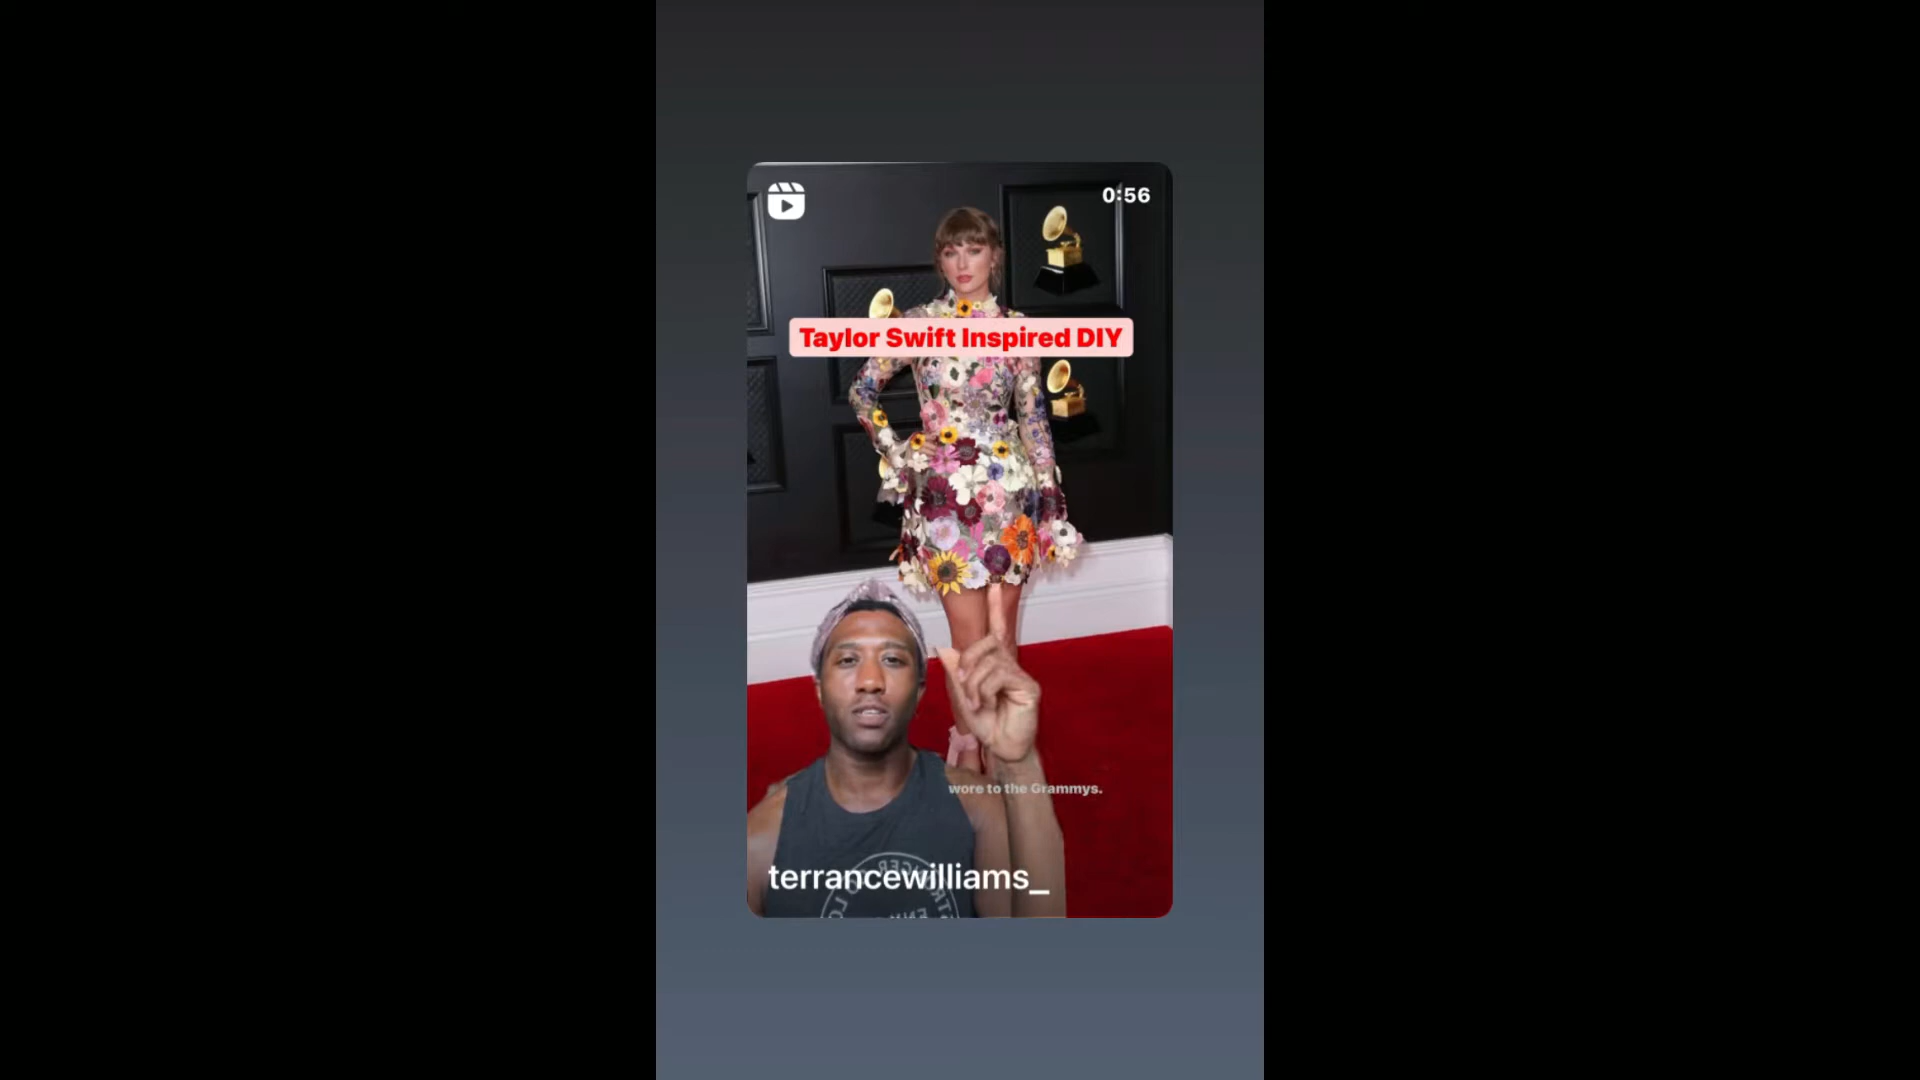 0:56
Taylor Swift Inspired DIY
wore to the Grammys.
terrancewilliams_